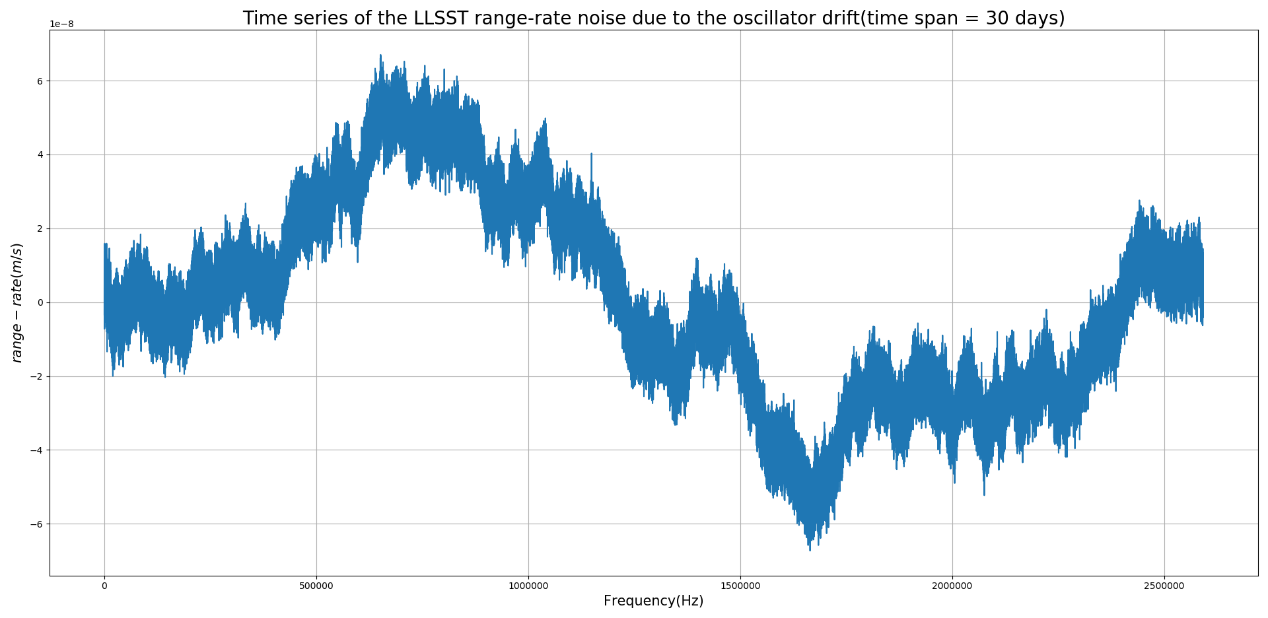 Time series of the LLSST range-rate noise due to the oscillator drift(time span = 30 days)
1e−8
6
4
2
0
−2
−4
−6
range − rate(m/s)
0 500000 1000000 1500000 2000000 2500000
Frequency(Hz)